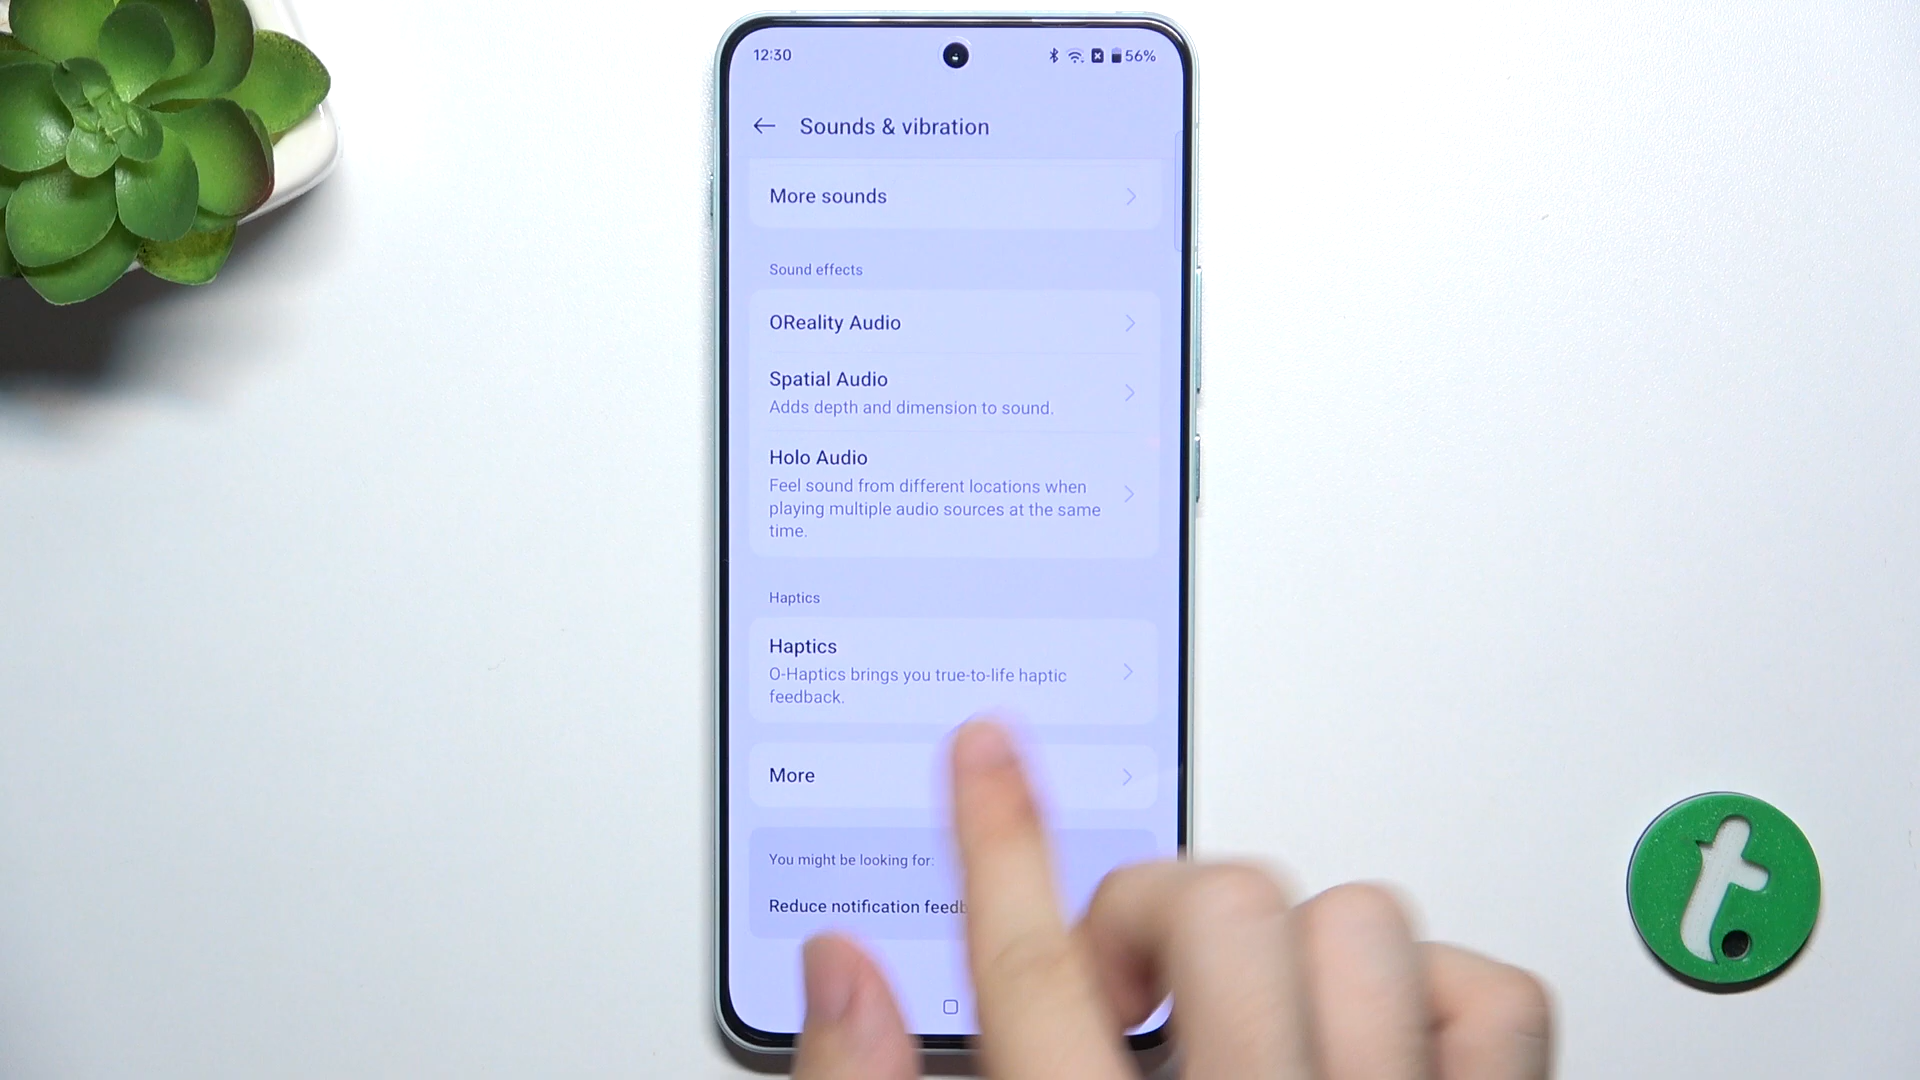 12:30
56%
Sounds & vibration
More sounds
Sound effects
OReality Audio
Spatial Audio
Adds depth and dimension to sound.
Holo Audio
Feel sound from different locations when
playing multiple audio sources at the same
time.
Haptics
Haptics
O-Haptics brings you true-to-life haptic
feedback.
More
You might be looking for:
Reduce notification
t.